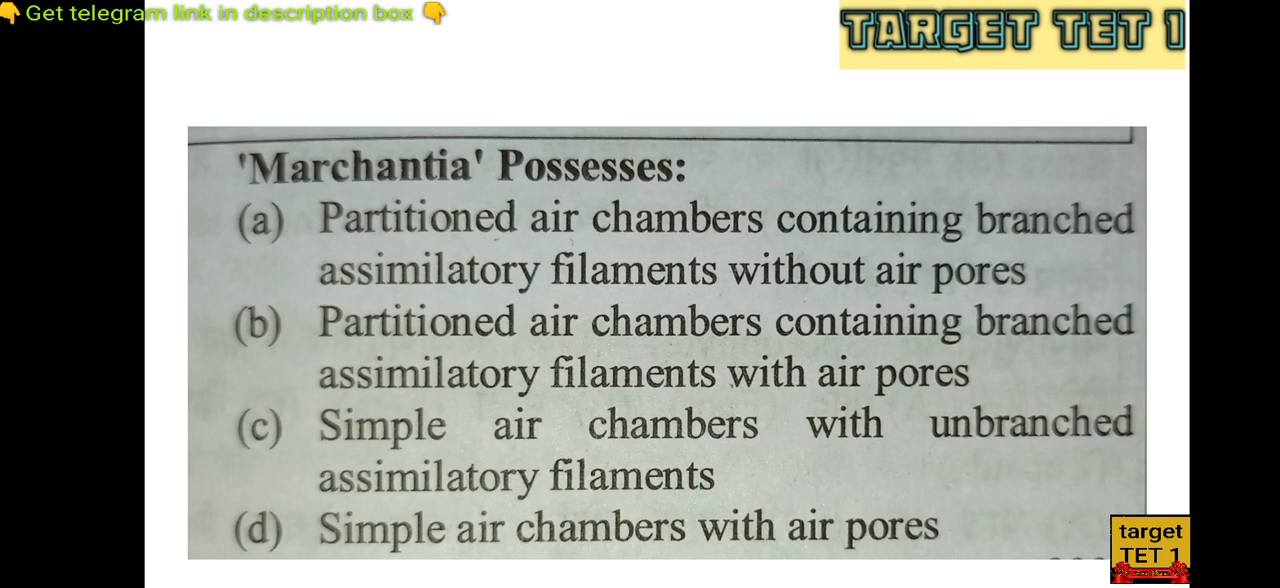 👇 Get telegram link in description box 👇
TARGET TET 1
'Marchantia' Possesses:
(a) Partitioned air chambers containing branched
assimilatory filaments without air pores
(b) Partitioned air chambers containing branched
assimilatory filaments with air pores
(c) Simple air chambers with unbranched
assimilatory filaments
(d) Simple air chambers with air pores
target
TET 1